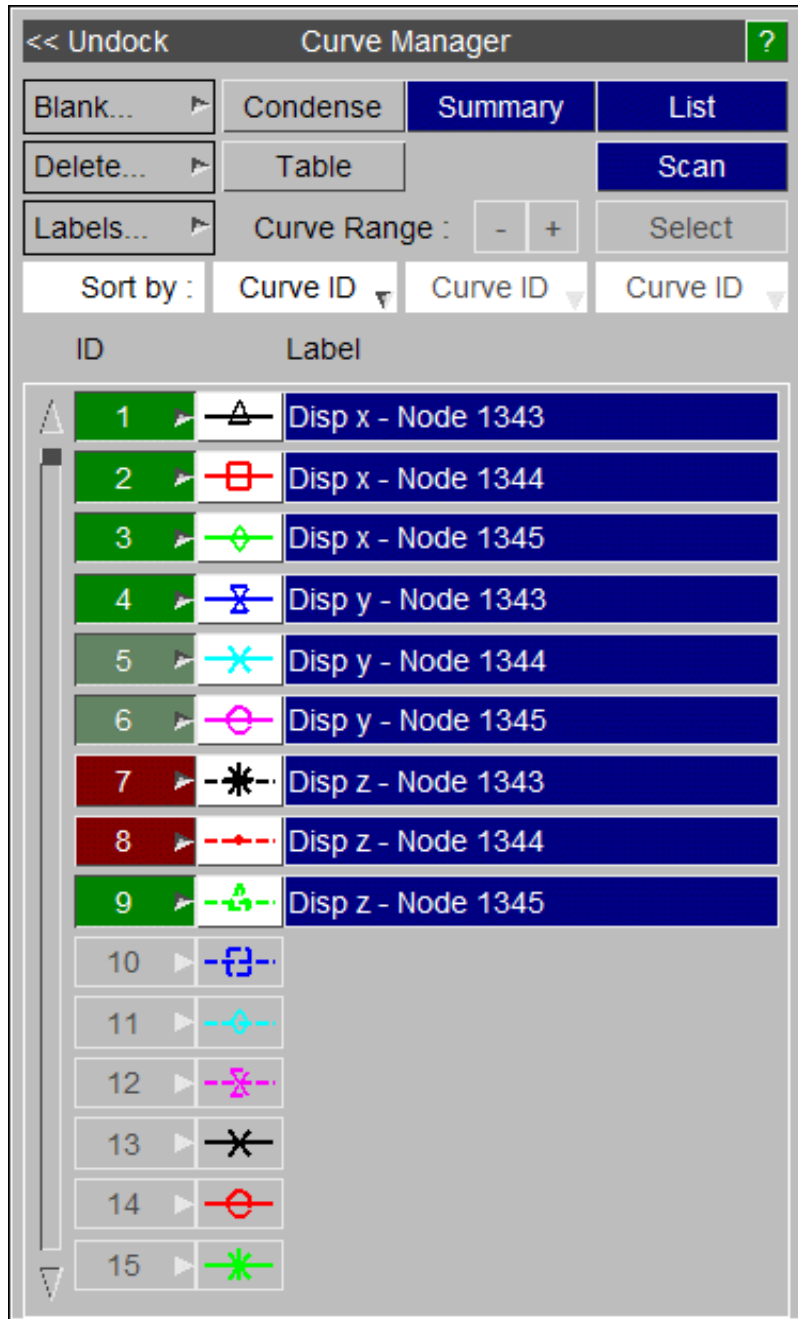 << Undock Curve Manager ?
Blank... Condense Summary List
Delete... Table Scan
Labels... Curve Range : - + Select
Sort by : Curve ID Curve ID Curve ID
ID Label
1 Disp x - Node 1343
2 Disp x - Node 1344
3 Disp x - Node 1345
4 Disp y - Node 1343
5 Disp y - Node 1344
6 Disp y - Node 1345
7 Disp z - Node 1343
8 Disp z - Node 1344
9 Disp z - Node 1345
10
11
12
13
14
15